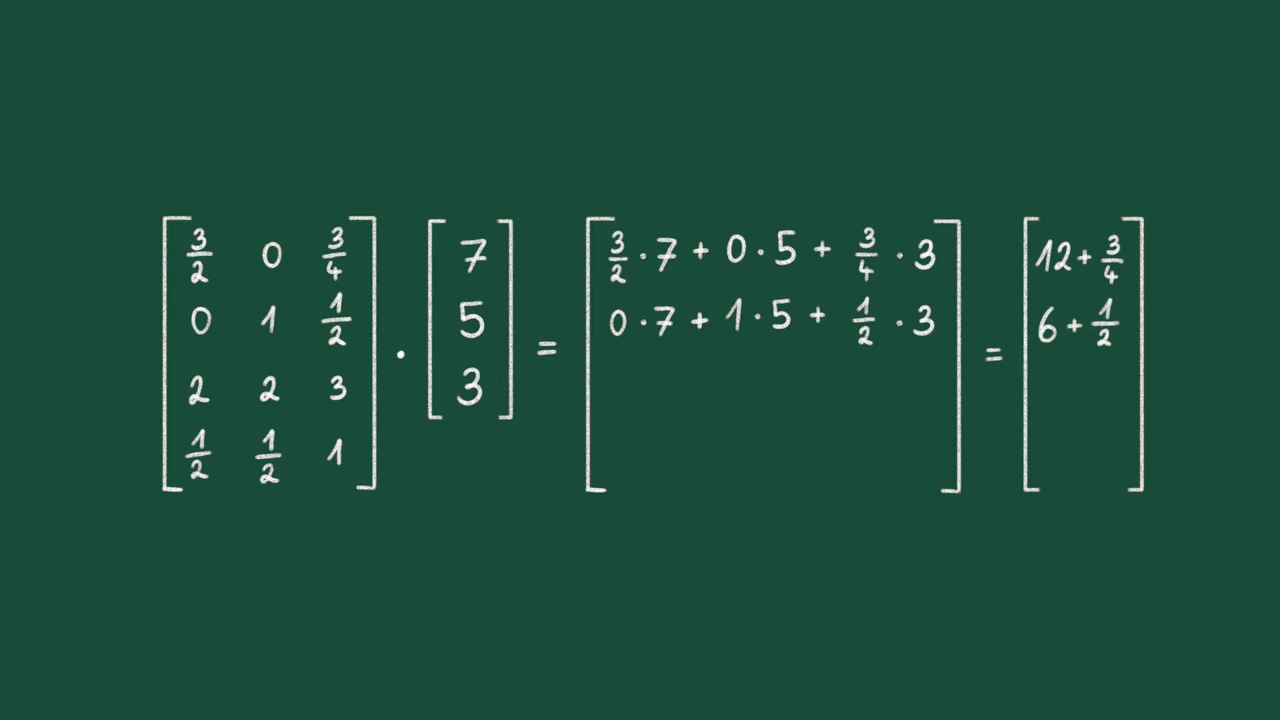 3/2 0 3/4 7 3/2 · 7 + 0 · 5 + 3/4 · 3 12 + 3/4
0 1 1/2 · 5 = 0 · 7 + 1 · 5 + 1/2 · 3 = 6 + 1/2
2 2 3 3
1/2 1/2 1